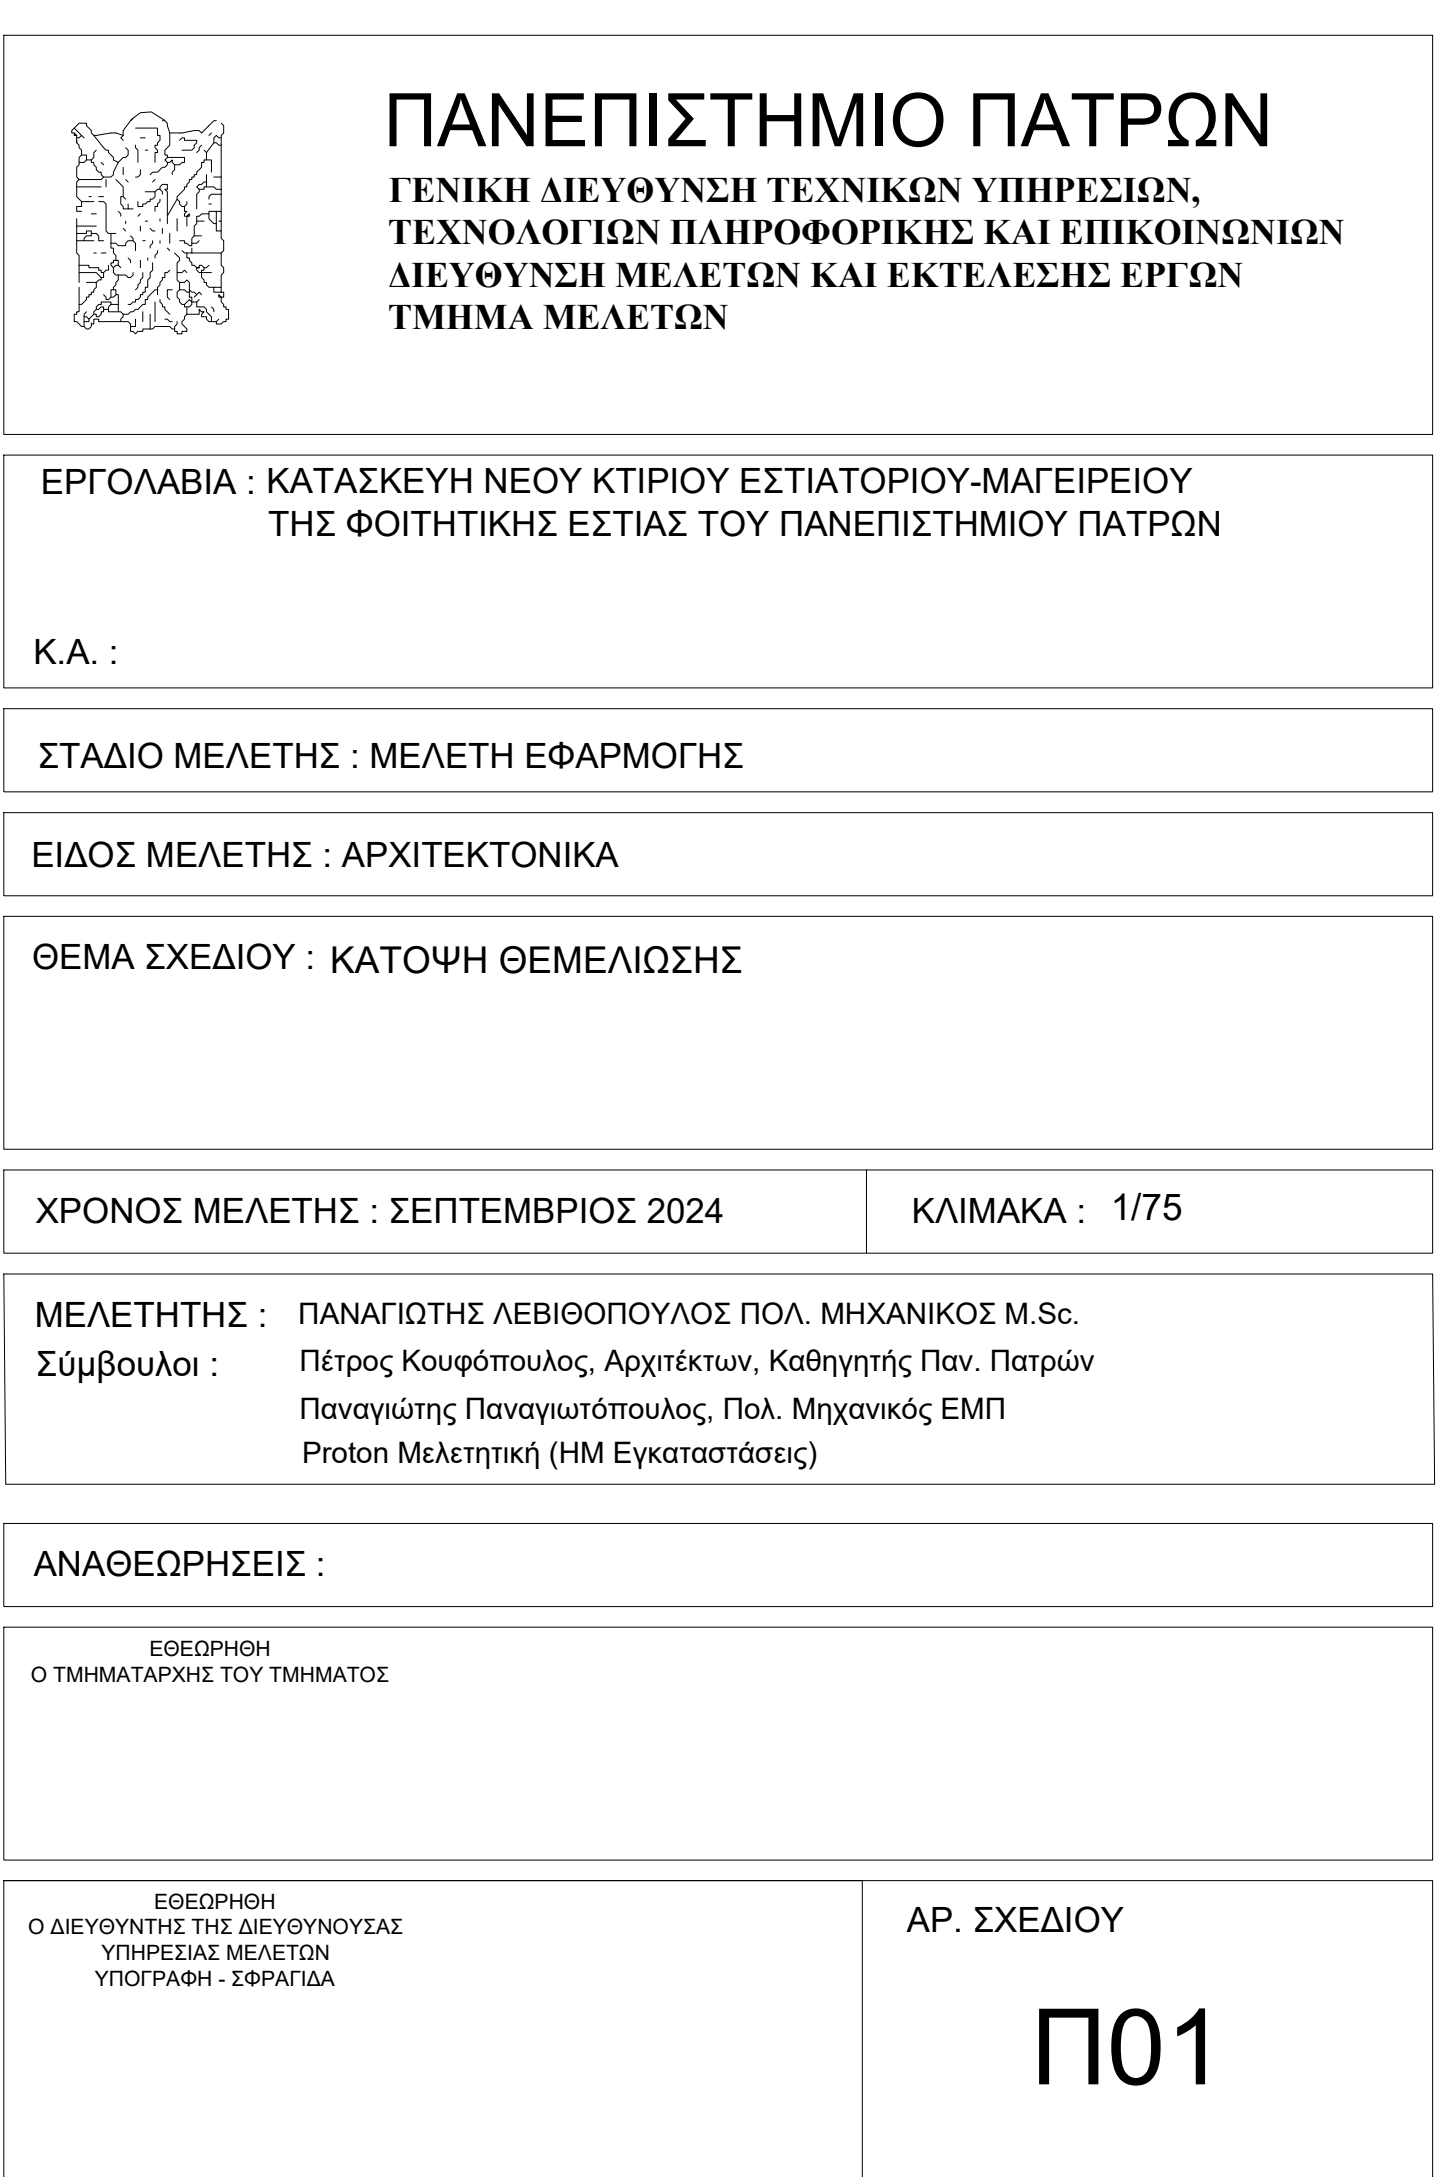 ΠΑΝΕΠΙΣΤΗΜΙΟ ΠΑΤΡΩΝ
ΓΕΝΙΚΗ ΔΙΕΥΘΥΝΣΗ ΤΕΧΝΙΚΩΝ ΥΠΗΡΕΣΙΩΝ,
ΤΕΧΝΟΛΟΓΙΩΝ ΠΛΗΡΟΦΟΡΙΚΗΣ ΚΑΙ ΕΠΙΚΟΙΝΩΝΙΩΝ
ΔΙΕΥΘΥΝΣΗ ΜΕΛΕΤΩΝ ΚΑΙ ΕΚΤΕΛΕΣΗΣ ΕΡΓΩΝ
ΤΜΗΜΑ ΜΕΛΕΤΩΝ
ΕΡΓΟΛΑΒΙΑ : ΚΑΤΑΣΚΕΥΗ ΝΕΟΥ ΚΤΙΡΙΟΥ ΕΣΤΙΑΤΟΡΙΟΥ-ΜΑΓΕΙΡΕΙΟΥ
ΤΗΣ ΦΟΙΤΗΤΙΚΗΣ ΕΣΤΙΑΣ ΤΟΥ ΠΑΝΕΠΙΣΤΗΜΙΟΥ ΠΑΤΡΩΝ
Κ.Α. :
ΣΤΑΔΙΟ ΜΕΛΕΤΗΣ : ΜΕΛΕΤΗ ΕΦΑΡΜΟΓΗΣ
ΕΙΔΟΣ ΜΕΛΕΤΗΣ : ΑΡΧΙΤΕΚΤΟΝΙΚΑ
ΘΕΜΑ ΣΧΕΔΙΟΥ : ΚΑΤΟΨΗ ΘΕΜΕΛΙΩΣΗΣ
ΧΡΟΝΟΣ ΜΕΛΕΤΗΣ : ΣΕΠΤΕΜΒΡΙΟΣ 2024 ΚΛΙΜΑΚΑ : 1/75
ΜΕΛΕΤΗΤΗΣ : ΠΑΝΑΓΙΩΤΗΣ ΛΕΒΙΘΟΠΟΥΛΟΣ ΠΟΛ. ΜΗΧΑΝΙΚΟΣ M.Sc.
Σύμβουλοι : Πέτρος Κουφόπουλος, Αρχιτέκτων, Καθηγητής Παν. Πατρών
Παναγιώτης Παναγιωτόπουλος, Πολ. Μηχανικός ΕΜΠ
Proton Μελετητική (ΗΜ Εγκαταστάσεις)
ΑΝΑΘΕΩΡΗΣΕΙΣ :
ΕΘΕΩΡΗΘΗ
Ο ΤΜΗΜΑΤΑΡΧΗΣ ΤΟΥ ΤΜΗΜΑΤΟΣ
ΕΘΕΩΡΗΘΗ
Ο ΔΙΕΥΘΥΝΤΗΣ ΤΗΣ ΔΙΕΥΘΥΝΟΥΣΑΣ
ΥΠΗΡΕΣΙΑΣ ΜΕΛΕΤΩΝ
ΥΠΟΓΡΑΦΗ - ΣΦΡΑΓΙΔΑ
ΑΡ. ΣΧΕΔΙΟΥ
Π01